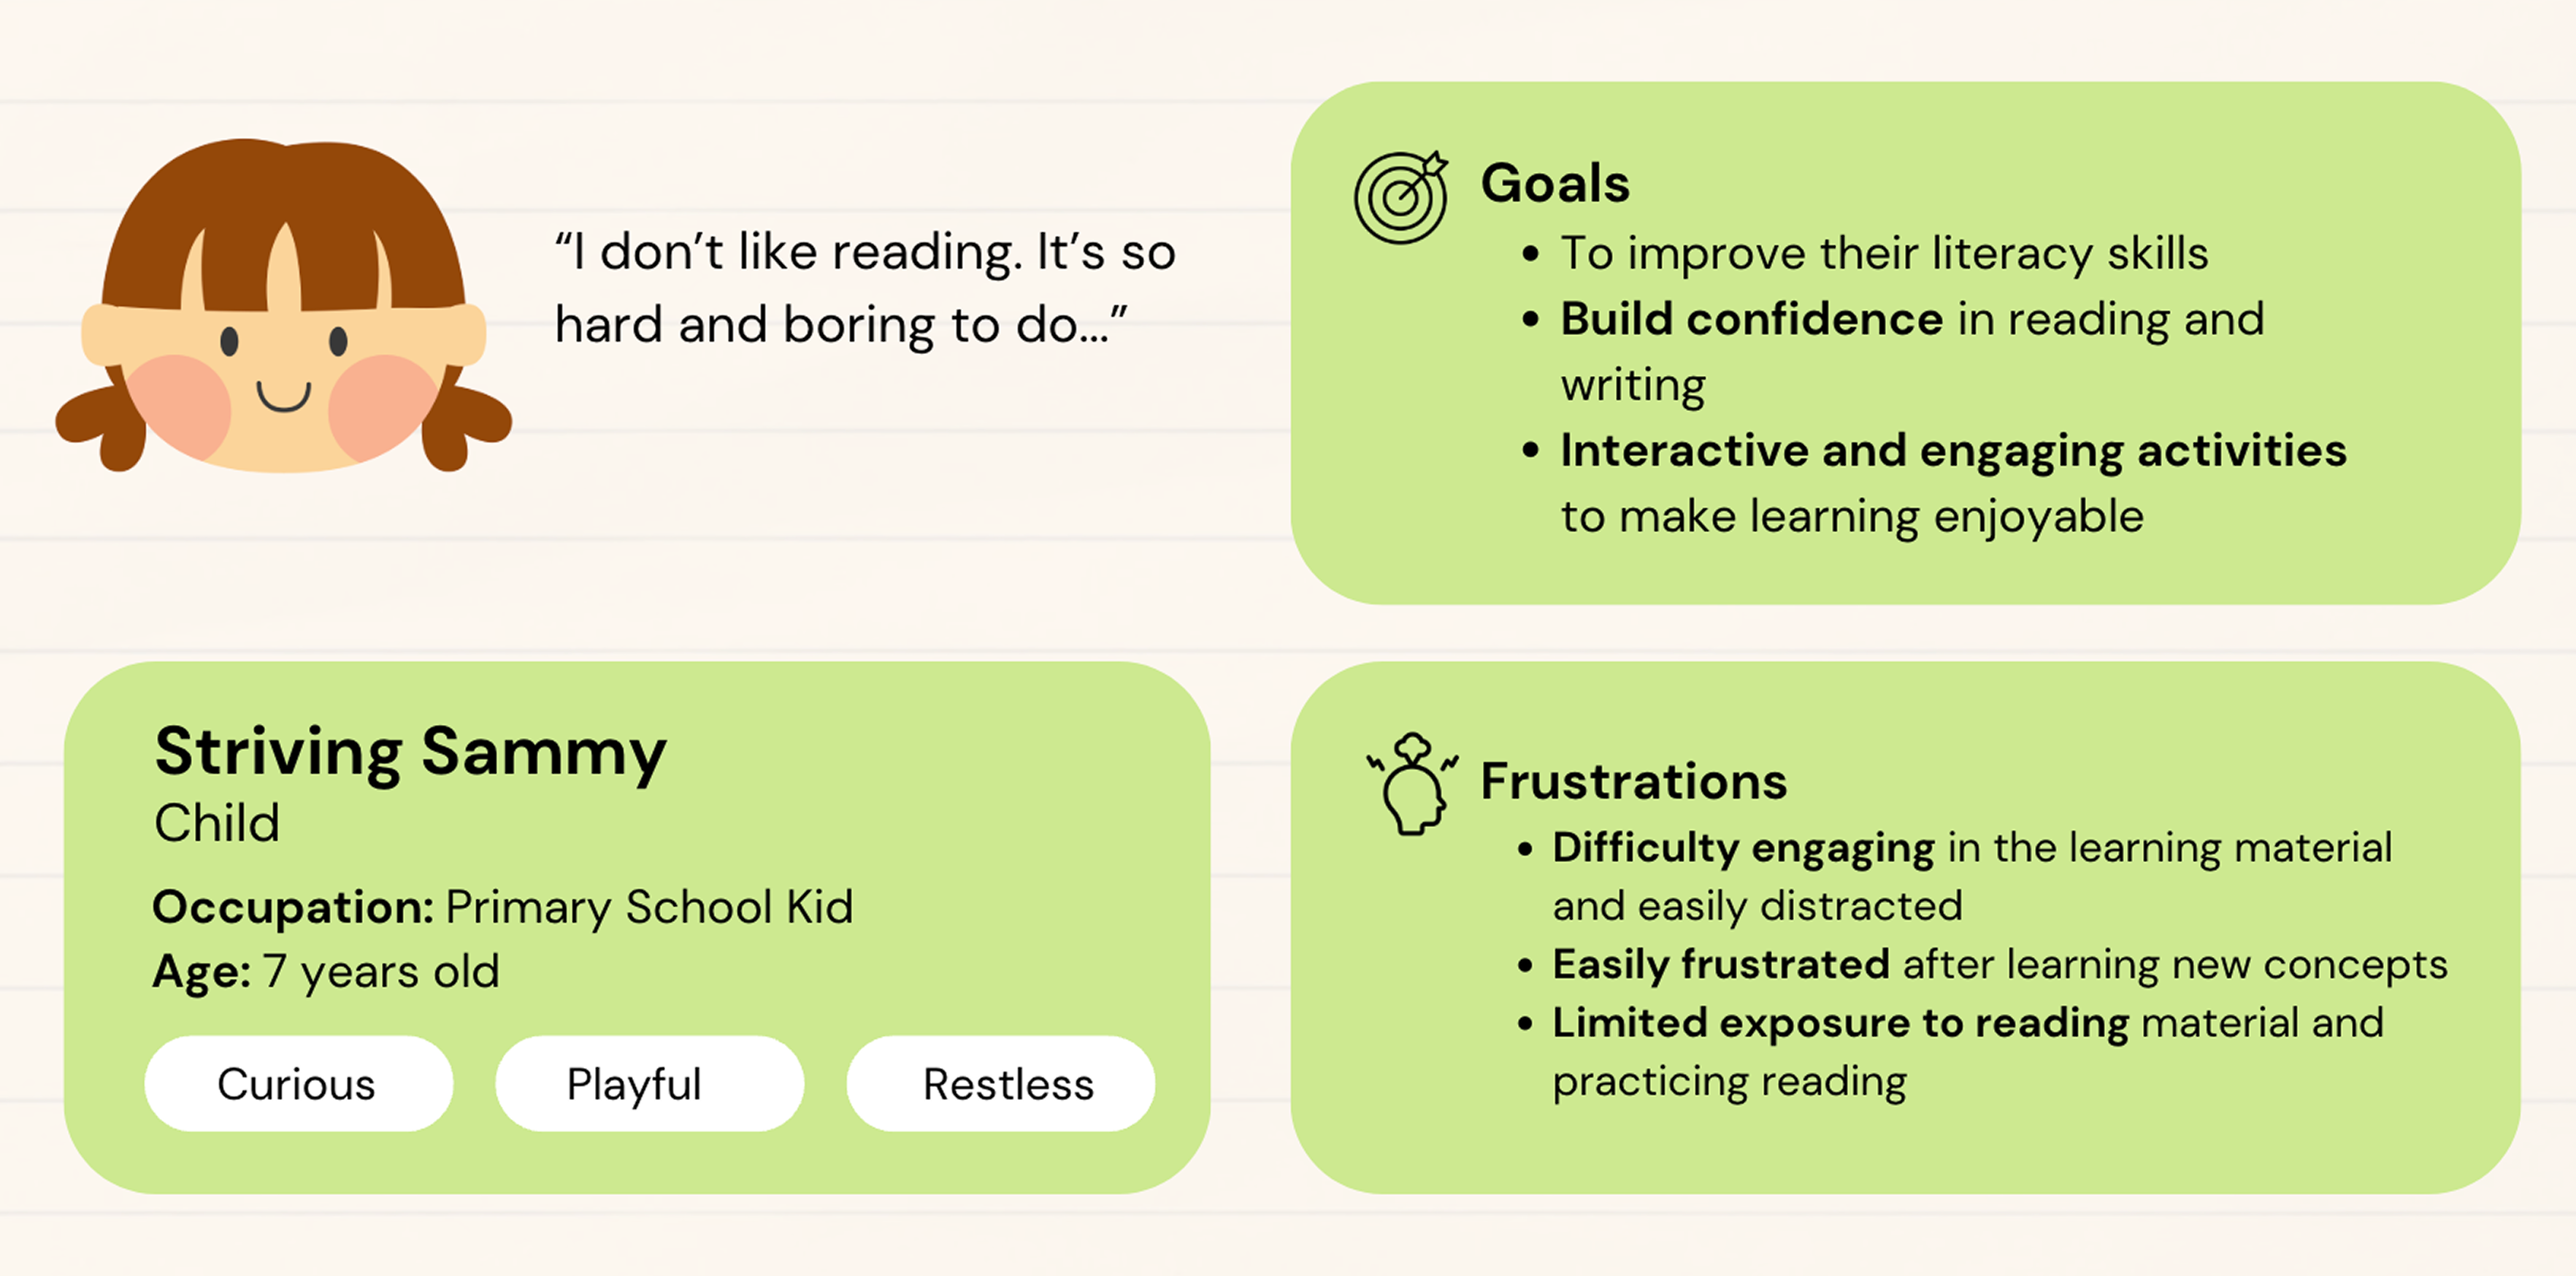 “I don’t like reading. It’s so
hard and boring to do...”
Goals
• To improve their literacy skills
• Build confidence in reading and
writing
• Interactive and engaging activities
to make learning enjoyable
Striving Sammy
Child
Occupation: Primary School Kid
Age: 7 years old
Curious
Playful
Restless
Frustrations
• Difficulty engaging in the learning material
and easily distracted
• Easily frustrated after learning new concepts
• Limited exposure to reading material and
practicing reading